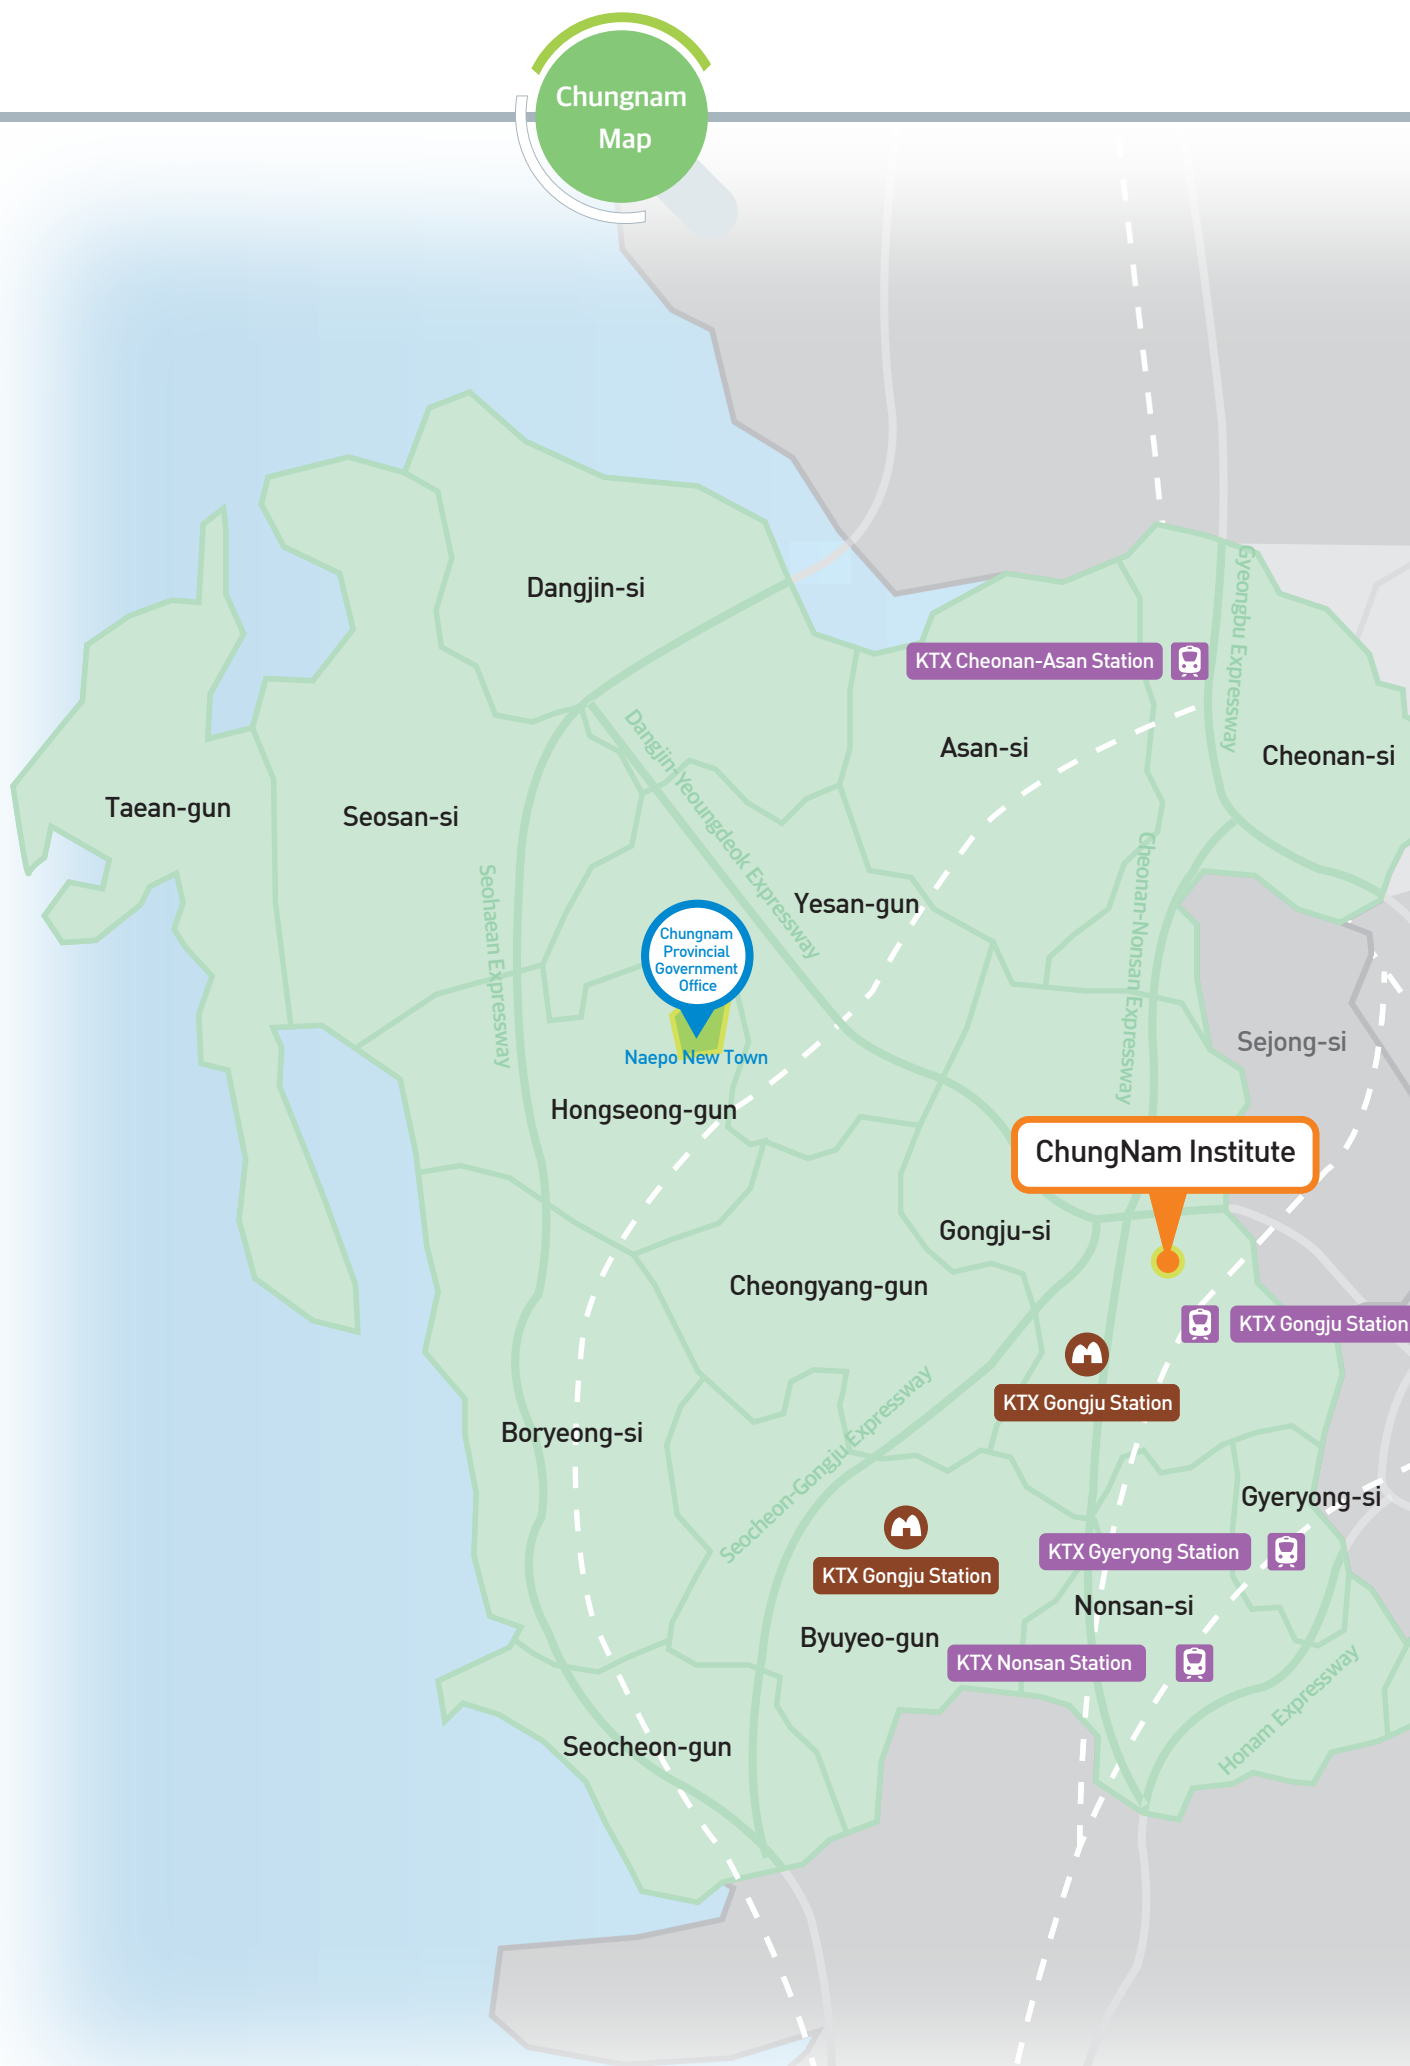 Chungnam
Map
Dangjin-si
Gyeongbu Expressway
KTX Cheonan-Asan Station
Dangjin-Yeoungdeok Expressway
Asan-si
Cheonan-si
Taean-gun
Seosan-si
Cheonan-Nonsan Expressway
Seohaean Expressway
Yesan-gun
Chungnam
Provincial
Government
Office
Naepo New Town
Sejong-si
Hongseong-gun
ChungNam Institute
Gongju-si
Cheongyang-gun
KTX Gongju Station
KTX Gongju Station
Seocheon-Gongju Expressway
Boryeong-si
Gyeryong-si
KTX Gyeryong Station
KTX Gongju Station
Nonsan-si
Byuyeo-gun
KTX Nonsan Station
Honam Expressway
Seocheon-gun